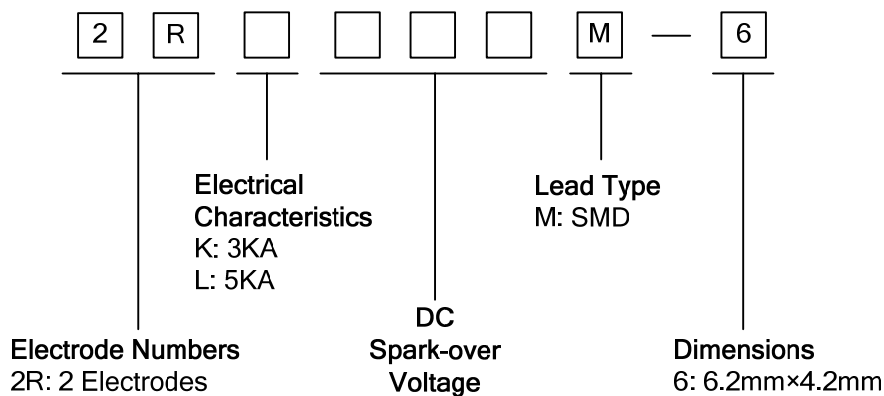 2 R M — 6
Electrical
Characteristics
K: 3KA
L: 5KA
Lead Type
M: SMD
DC
Spark-over
Voltage
Electrode Numbers
2R: 2 Electrodes
Dimensions
6: 6.2mm×4.2mm